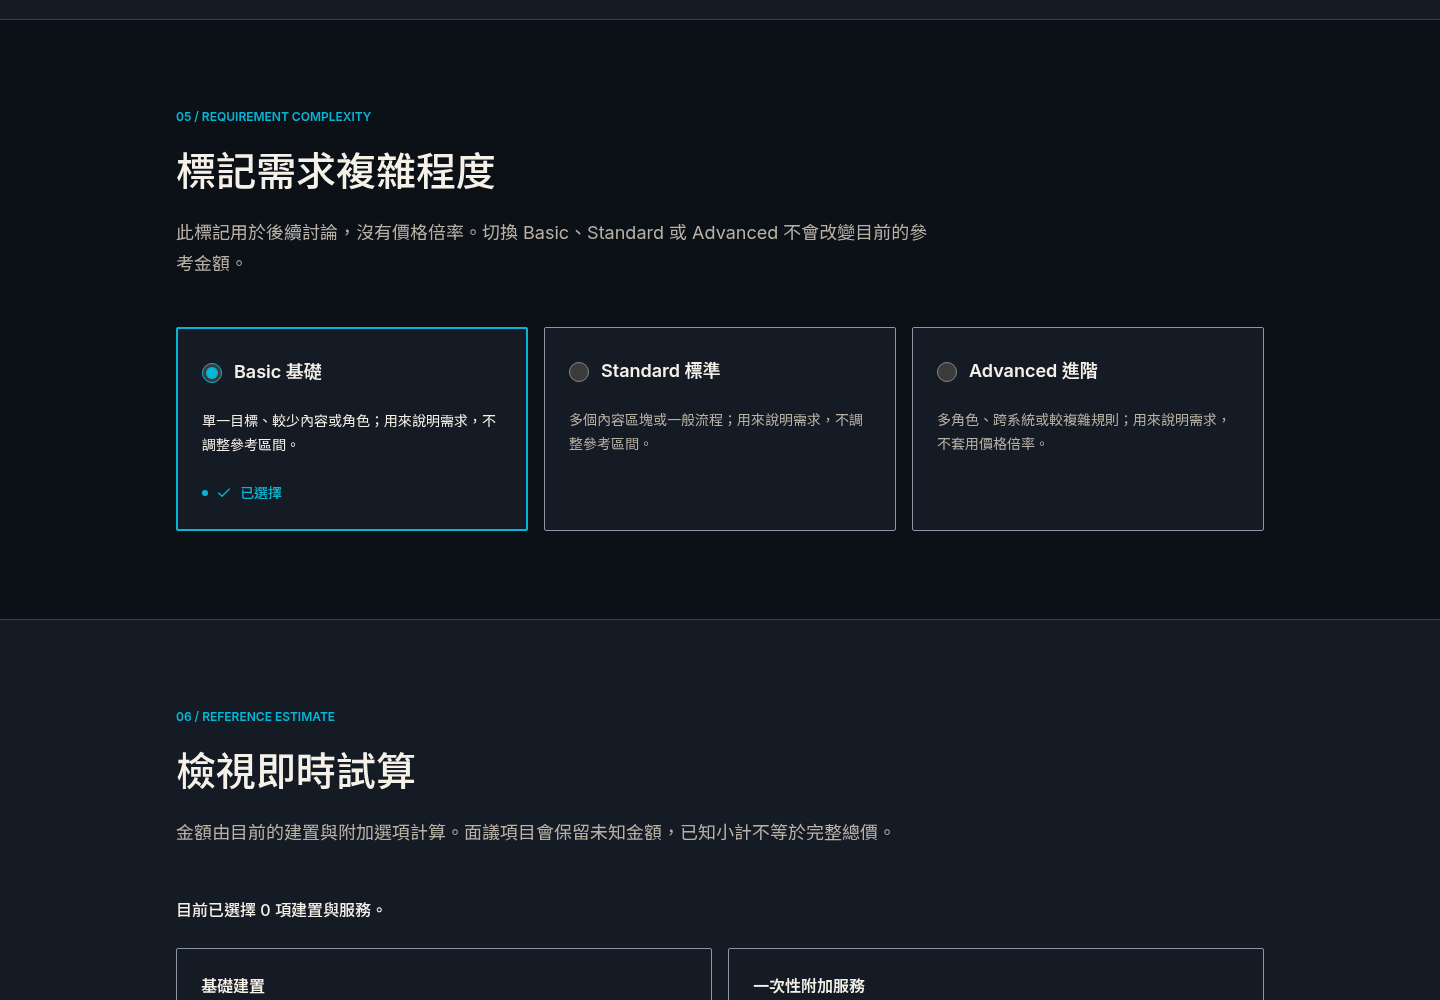 05 / REQUIREMENT COMPLEXITY
標記需求複雜程度
此標記用於後續討論，沒有價格倍率。切換 Basic、Standard 或 Advanced 不會改變目前的參
考金額。
Basic 基礎
單一目標、較少內容或角色；用來說明需求，不
調整參考區間。
已選擇
Standard 標準
多個內容區塊或一般流程；用來說明需求，不調
整參考區間。
Advanced 進階
多角色、跨系統或較複雜規則；用來說明需求，
不套用價格倍率。
06 / REFERENCE ESTIMATE
檢視即時試算
金額由目前的建置與附加選項計算。面議項目會保留未知金額，已知小計不等於完整總價。
目前已選擇 0 項建置與服務。
基礎建置
一次性附加服務